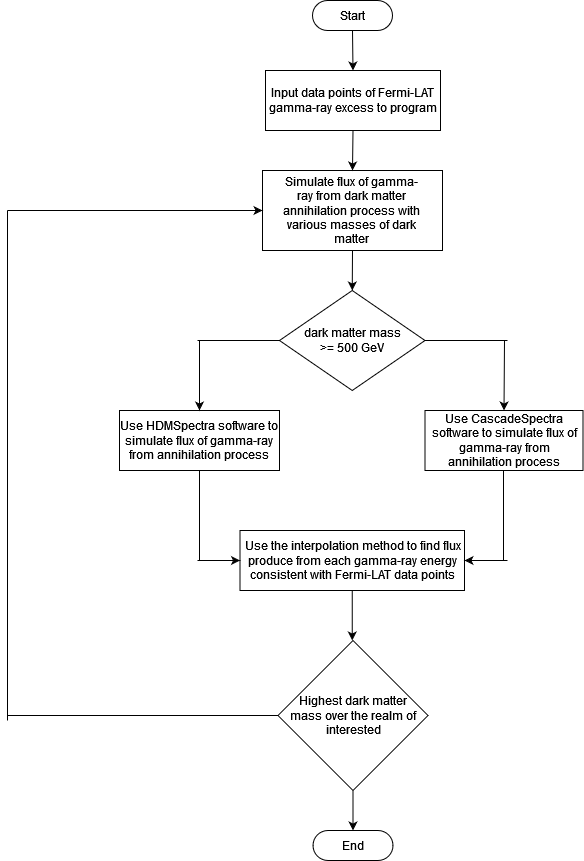 Start
Input data points of Fermi-LAT
gamma-ray excess to program
Simulate flux of gamma-
ray from dark matter
annihilation process with
various masses of dark
matter
dark matter mass
>= 500 GeV
Use HDMSpectra software to
simulate flux of gamma-ray
from annihilation process
Use CascadeSpectra
software to simulate flux of
gamma-ray from
annihilation process
Use the interpolation method to find flux
produce from each gamma-ray energy
consistent with Fermi-LAT data points
Highest dark matter
mass over the realm of
interested
End